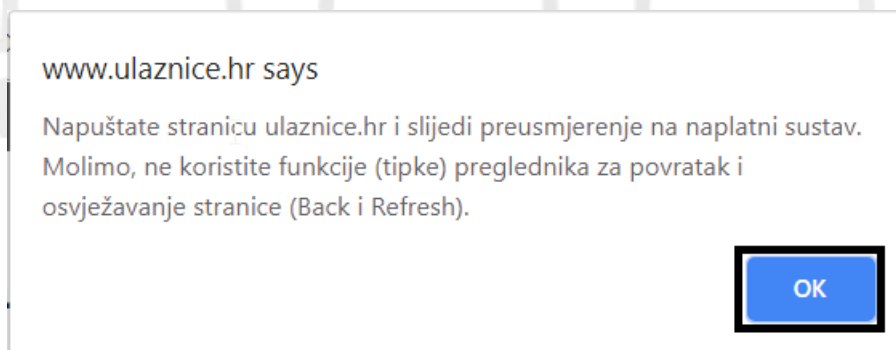 www.ulaznice.hr says
Napuštate stranicu ulaznice.hr i slijedi preusmjerenje na naplatni sustav.
Molimo, ne koristite funkcije (tipke) preglednika za povratak i
osvježavanje stranice (Back i Refresh).
OK